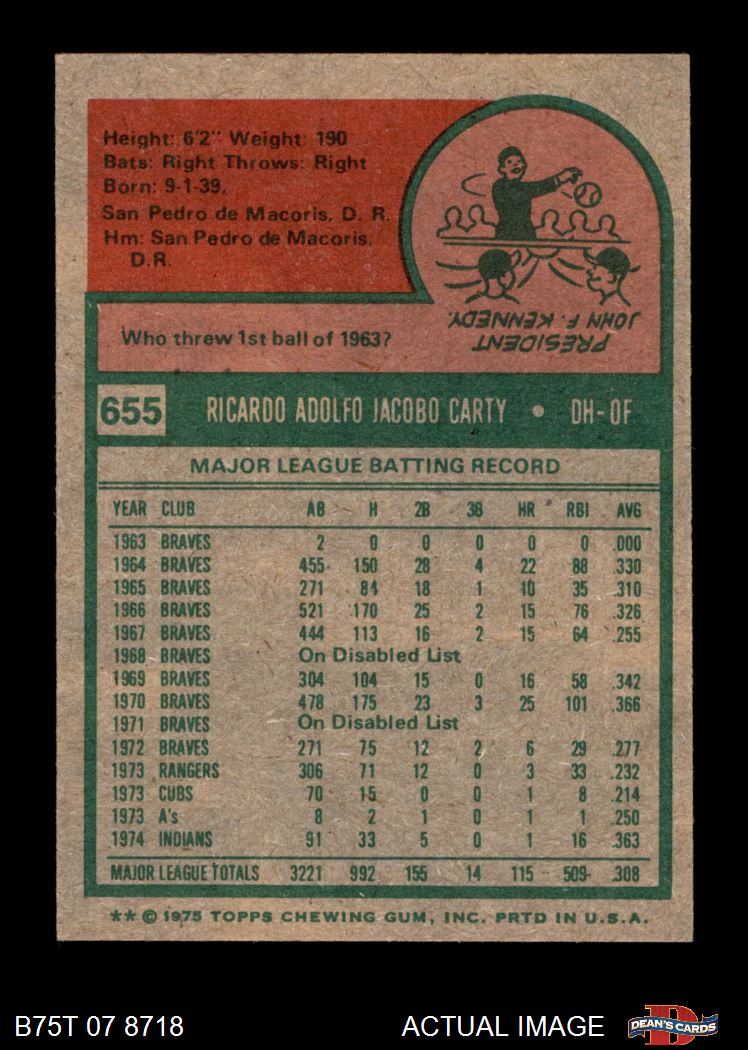 Height: 6'2" Weight: 190
Bats: Right Throws: Right
Born: 9-1-39,
San Pedro de Macoris, D. R.
Hm: San Pedro de Macoris,
D.R.
Who threw 1st ball of 1963?
PRESIDENT
JOHN F. KENNEDY.
655 RICARDO ADOLFO JACOBO CARTY • DH-OF
MAJOR LEAGUE BATTING RECORD
YEAR CLUB AB H 2B 3B HR RBI AVG
1963 BRAVES 2 0 0 0 0 0 .000
1964 BRAVES 455 150 28 4 22 88 .330
1965 BRAVES 271 84 18 1 10 35 .310
1966 BRAVES 521 170 25 2 15 76 .326
1967 BRAVES 444 113 16 2 15 64 .255
1968 BRAVES On Disabled List
1969 BRAVES 304 104 15 0 16 58 .342
1970 BRAVES 478 175 23 3 25 101 .366
1971 BRAVES On Disabled List
1972 BRAVES 271 75 12 2 6 29 .277
1973 RANGERS 306 71 12 0 3 33 .232
1973 CUBS 70 15 0 0 1 8 .214
1973 A's 8 2 1 0 1 1 .250
1974 INDIANS 91 33 5 0 1 16 .363
MAJOR LEAGUE TOTALS 3221 992 155 14 115 509 .308
** © 1975 TOPPS CHEWING GUM, INC. PRTD IN U.S.A.
B75T 07 8718 ACTUAL IMAGE DEAN'S CARDS